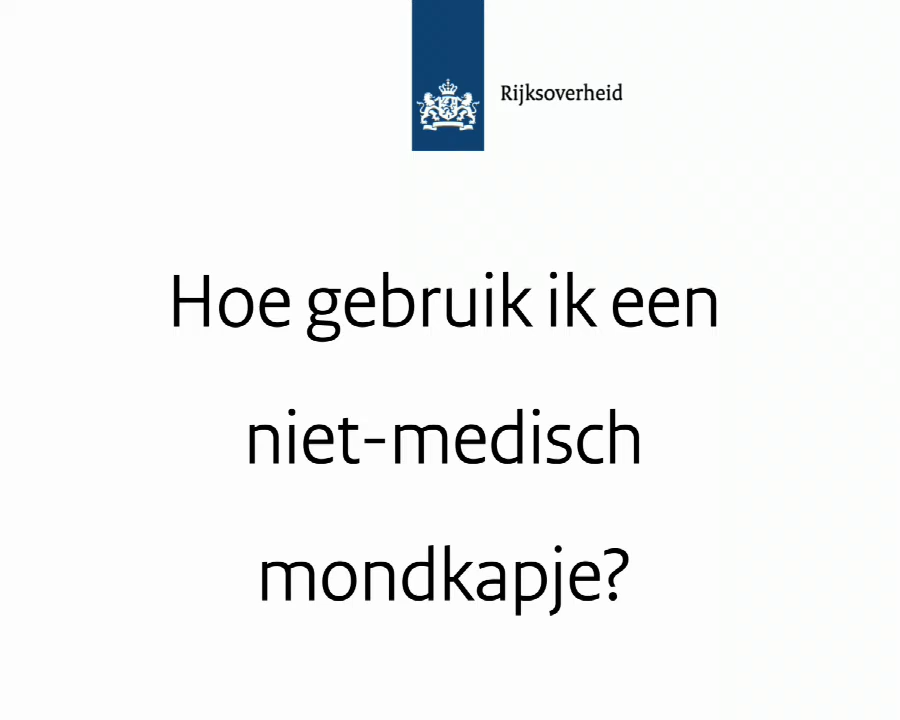 Rijksoverheid
Hoe gebruik ik een
niet-medisch
mondkapje?